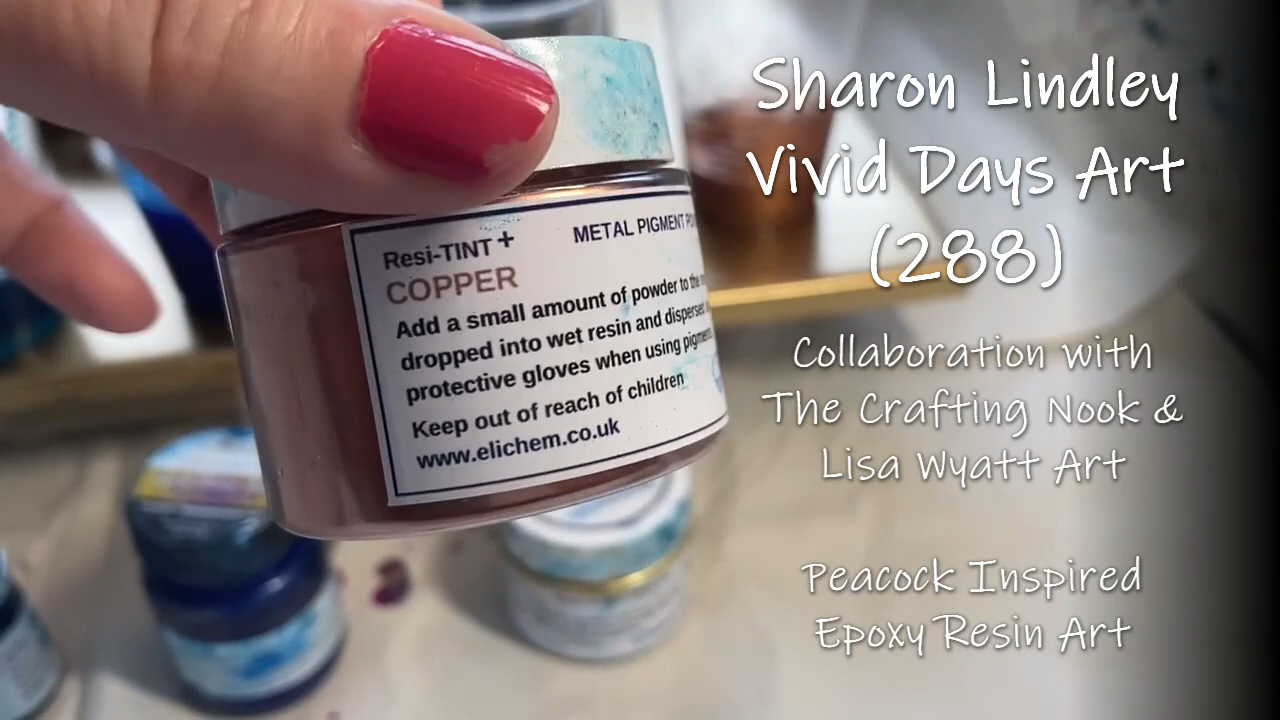 Resi-TINT +
METAL PIGMENT
COPPER
Add a small amount of powder to the
dropped into wet resin and dispersed
protective gloves when using
Keep out of reach of children
www.elichem.co.uk
Sharon Lindley
Vivid Days Art
(288)
Collaboration with
The Crafting Nook &
Lisa Wyatt Art
Peacock Inspired
Epoxy Resin Art